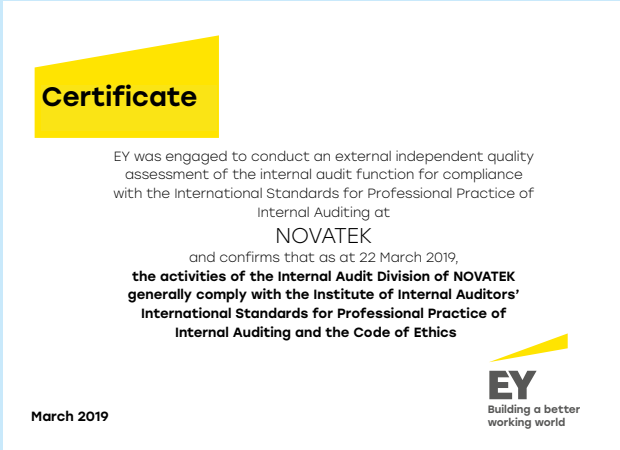 Certificate
EY was engaged to conduct an external independent quality
assessment of the internal audit function for compliance
with the International Standards for Professional Practice of
Internal Auditing at
NOVATEK
and confirms that as at 22 March 2019,
the activities of the Internal Audit Division of NOVATEK
generally comply with the Institute of Internal Auditors’
International Standards for Professional Practice of
Internal Auditing and the Code of Ethics
EY
Building a better
working world
March 2019